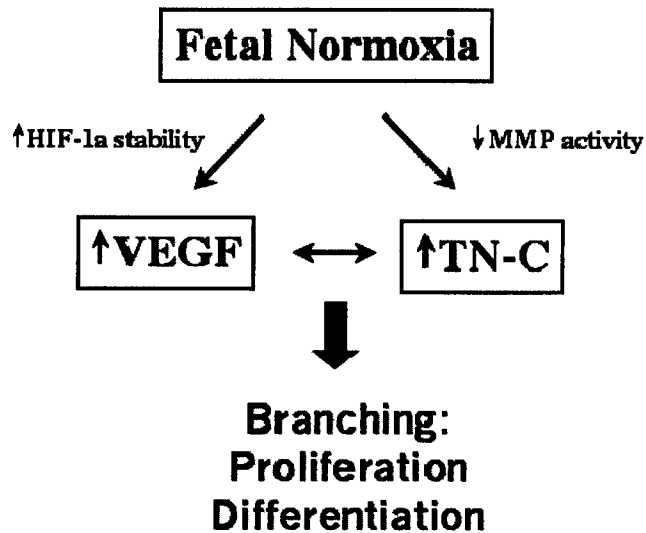 Fetal Normoxia
↑HIF-1a stability
↓MMP activity
↑VEGF
↑TN-C
Branching:
Proliferation
Differentiation